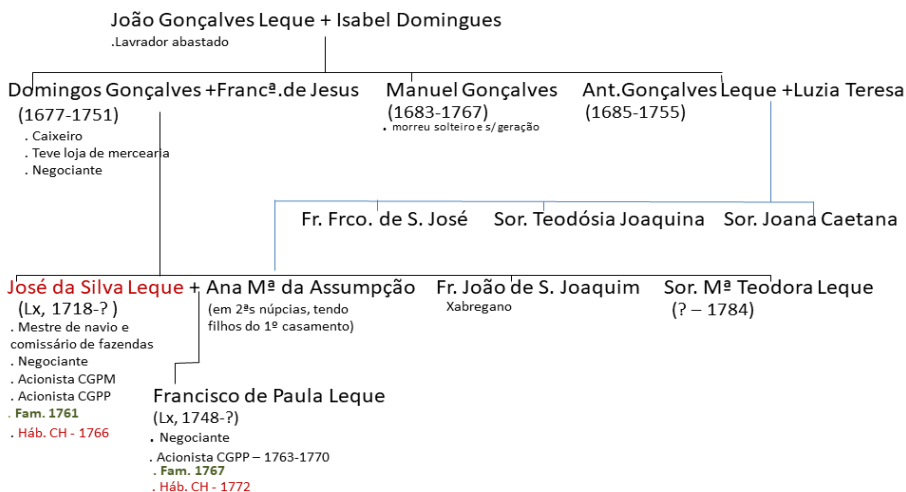 João Gonçalves Leque + Isabel Domingues
.Lavrador abastado
Domingos Gonçalves +Francª.de Jesus
(1677-1751)
. Caixeiro
. Teve loja de mercearia
. Negociante
Manuel Gonçalves
(1683-1767)
. morreu solteiro e s/geração
Ant.Gonçalves Leque +Luzia Teresa
(1685-1755)
Fr. Frco. de S. José
Sor. Teodósia Joaquina
Sor. Joana Caetana
José da Silva Leque + Ana Mª da Assumpção
(Lx, 1718-?)
. Mestre de navio e
comissário de fazendas
. Negociante
. Acionista CGPM
. Acionista CGPP
. Fam. 1761
. Háb. CH - 1766
(em 2ªs núpcias, tendo
filhos do 1º casamento)
Fr. João de S. Joaquim
Xabregano
Sor. Mª Teodora Leque
(? – 1784)
Francisco de Paula Leque
(Lx, 1748-?)
. Negociante
. Acionista CGPP – 1763-1770
. Fam. 1767
. Háb. CH - 1772